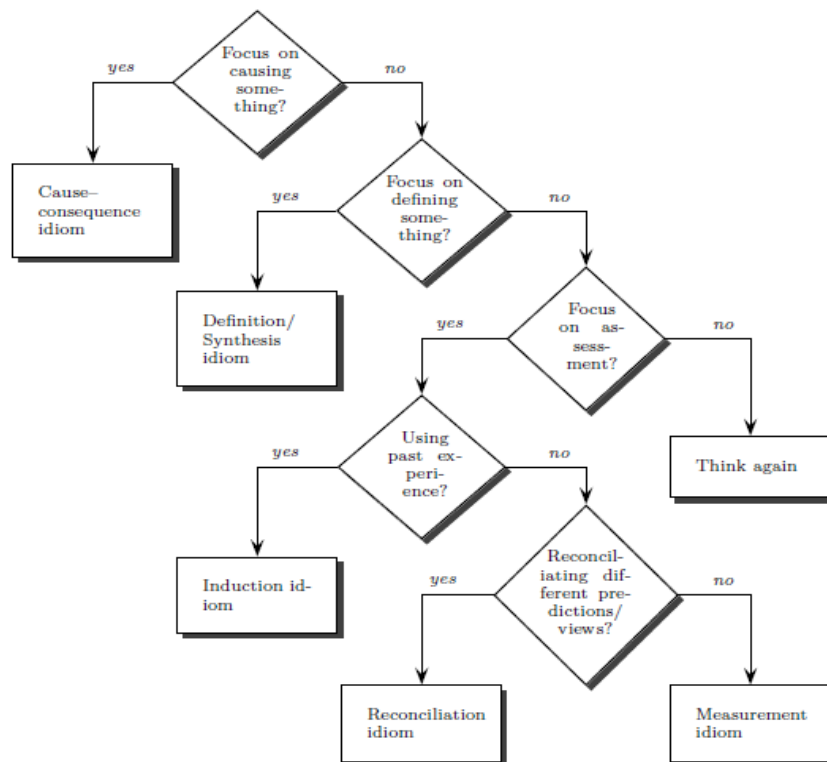 Focus on
causing
some-
thing?
yes
no
Cause–
consequence
idiom
Focus on
defining
some-
thing?
yes
no
Definition/
Synthesis
idiom
Focus
on as-
sess-
ment?
yes
no
Using
past ex-
peri-
ence?
Think again
yes
no
Induction id-
iom
Reconcil-
iating dif-
ferent pre-
dictions/
views?
yes
no
Reconciliation
idiom
Measurement
idiom